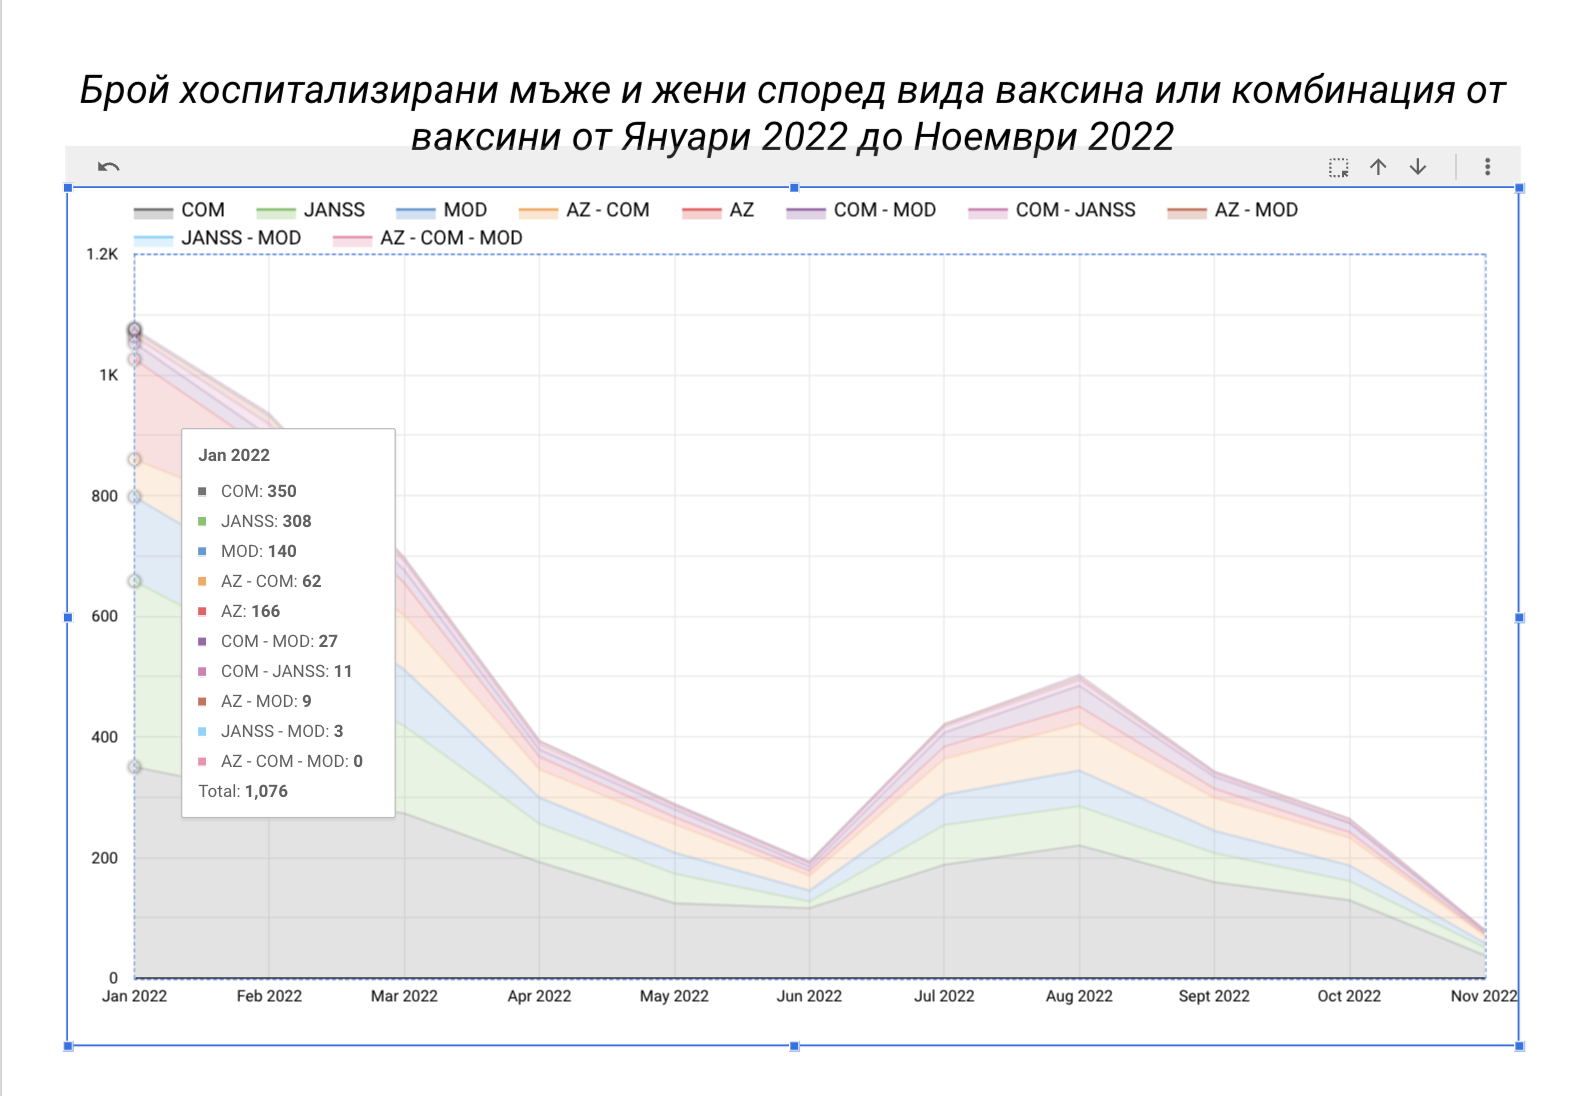 Брой хоспитализирани мъже и жени според вида ваксина или комбинация от
ваксини от Януари 2022 до Ноември 2022
COM JANSS MOD AZ - COM AZ COM - MOD COM - JANSS AZ - MOD
JANSS - MOD AZ - COM - MOD
1.2K
1K
800
600
400
200
0
Jan 2022
COM: 350
JANSS: 308
MOD: 140
AZ - COM: 62
AZ: 166
COM - MOD: 27
COM - JANSS: 11
AZ - MOD: 9
JANSS - MOD: 3
AZ - COM - MOD: 0
Total: 1,076
Jan 2022 Feb 2022 Mar 2022 Apr 2022 May 2022 Jun 2022 Jul 2022 Aug 2022 Sept 2022 Oct 2022 Nov 2022